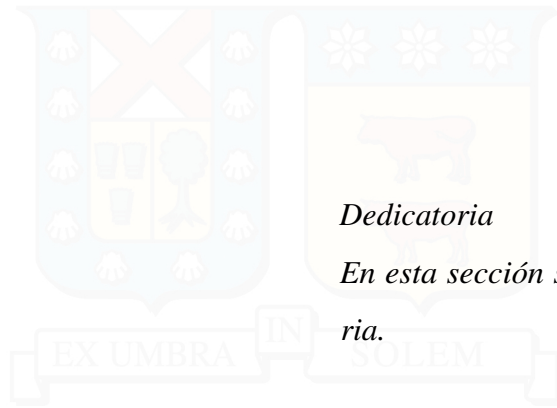 Dedicatoria
En esta sección
ria.
EX UMBRA IN SOLEM